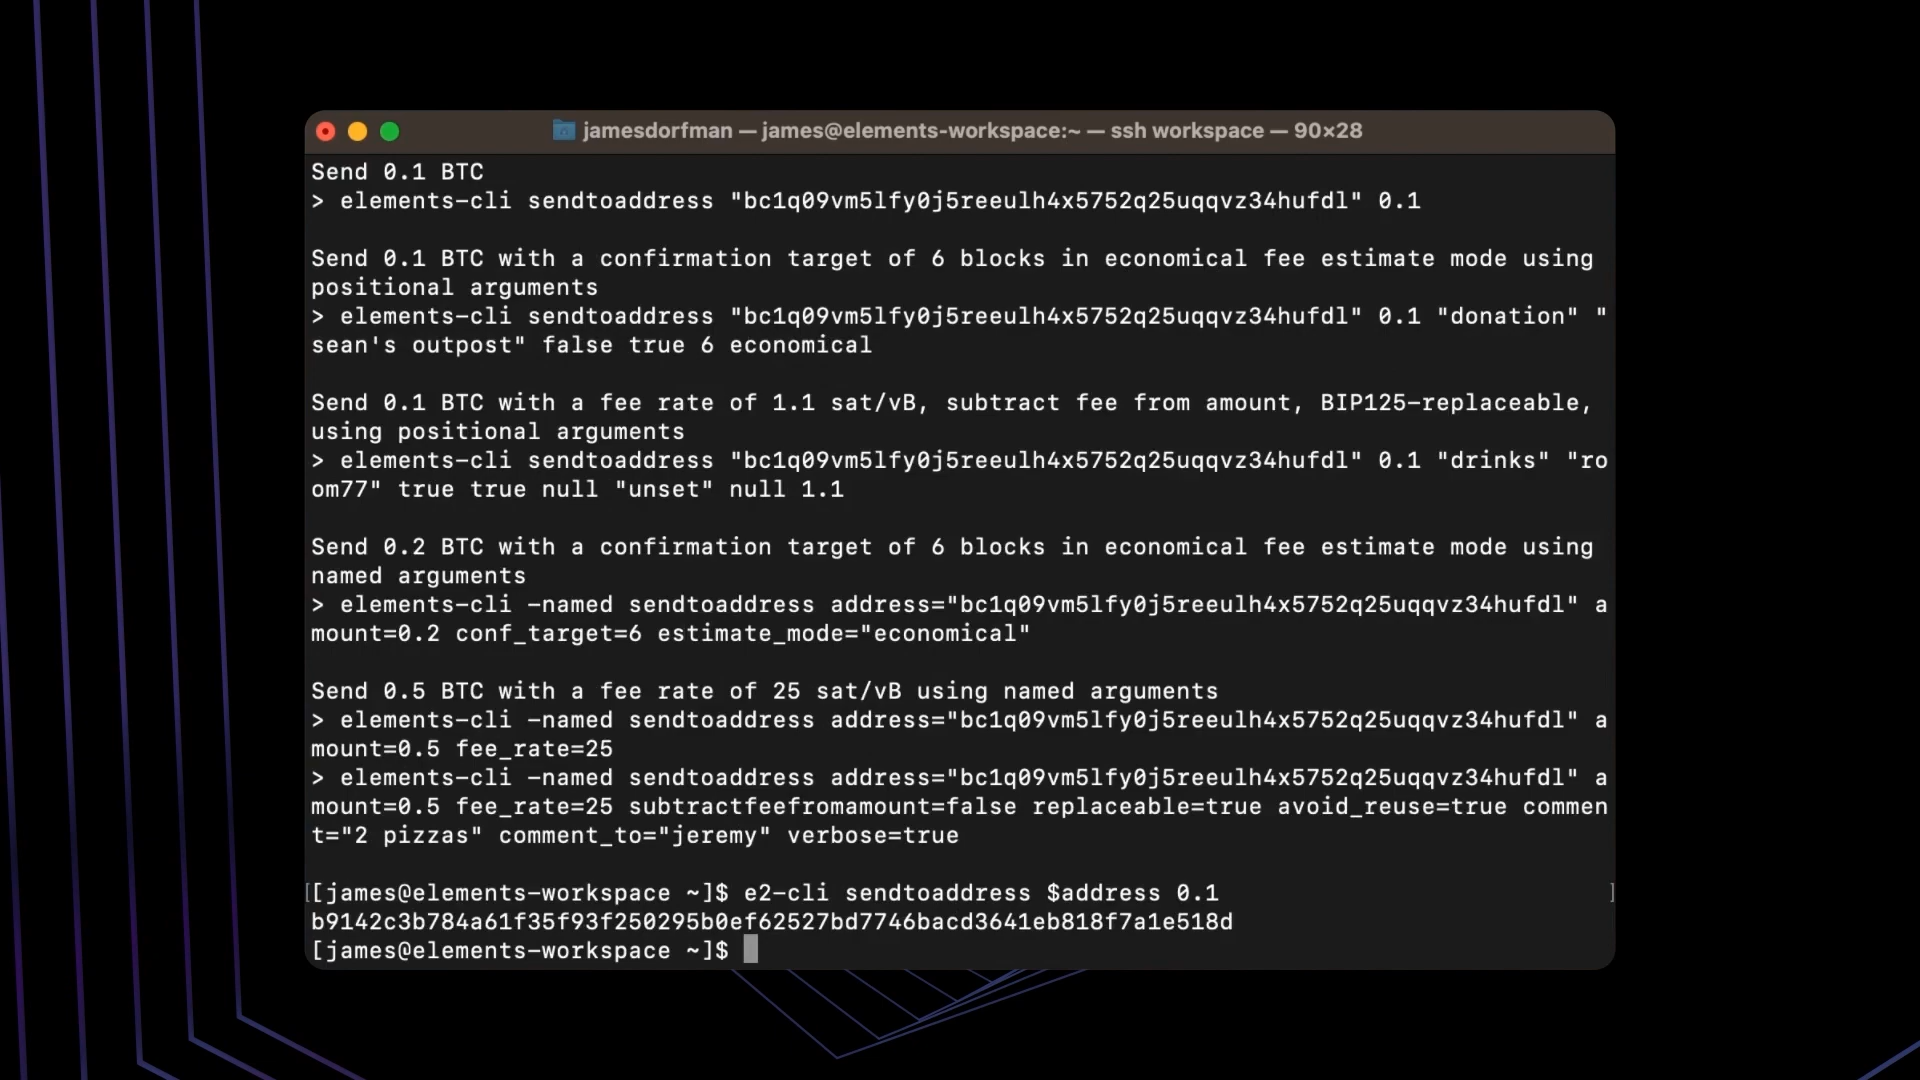 jamesdorfman — james@elements-workspace:~ — ssh workspace — 90×28
Send 0.1 BTC
> elements-cli sendtoaddress "bc1q09vm5lfy0j5reeulh4x5752q25uqqvz34hufdl" 0.1
Send 0.1 BTC with a confirmation target of 6 blocks in economical fee estimate mode using
positional arguments
> elements-cli sendtoaddress "bc1q09vm5lfy0j5reeulh4x5752q25uqqvz34hufdl" 0.1 "donation" "
sean's outpost" false true 6 economical
Send 0.1 BTC with a fee rate of 1.1 sat/vB, subtract fee from amount, BIP125-replaceable,
using positional arguments
> elements-cli sendtoaddress "bc1q09vm5lfy0j5reeulh4x5752q25uqqvz34hufdl" 0.1 "drinks" "ro
om77" true true null "unset" null 1.1
Send 0.2 BTC with a confirmation target of 6 blocks in economical fee estimate mode using
named arguments
> elements-cli -named sendtoaddress address="bc1q09vm5lfy0j5reeulh4x5752q25uqqvz34hufdl" a
mount=0.2 conf_target=6 estimate_mode="economical"
Send 0.5 BTC with a fee rate of 25 sat/vB using named arguments
> elements-cli -named sendtoaddress address="bc1q09vm5lfy0j5reeulh4x5752q25uqqvz34hufdl" a
mount=0.5 fee_rate=25
> elements-cli -named sendtoaddress address="bc1q09vm5lfy0j5reeulh4x5752q25uqqvz34hufdl" a
mount=0.5 fee_rate=25 subtractfeefromamount=false replaceable=true avoid_reuse=true commen
t="2 pizzas" comment_to="jeremy" verbose=true
[[james@elements-workspace ~]$ e2-cli sendtoaddress $address 0.1 ]
b9142c3b784a61f35f93f250295b0ef62527bd7746bacd3641eb818f7a1e518d
[james@elements-workspace ~]$